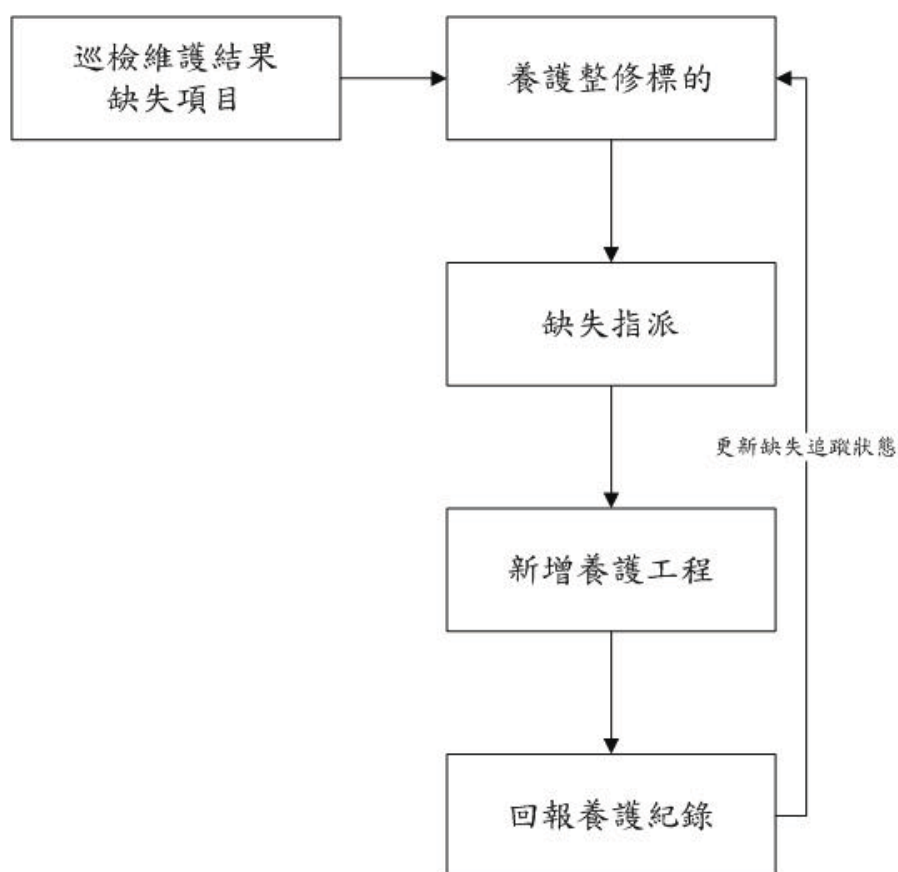 巡檢維護結果
缺失項目
養護整修標的
缺失指派
更新缺失追蹤狀態
新增養護工程
回報養護紀錄